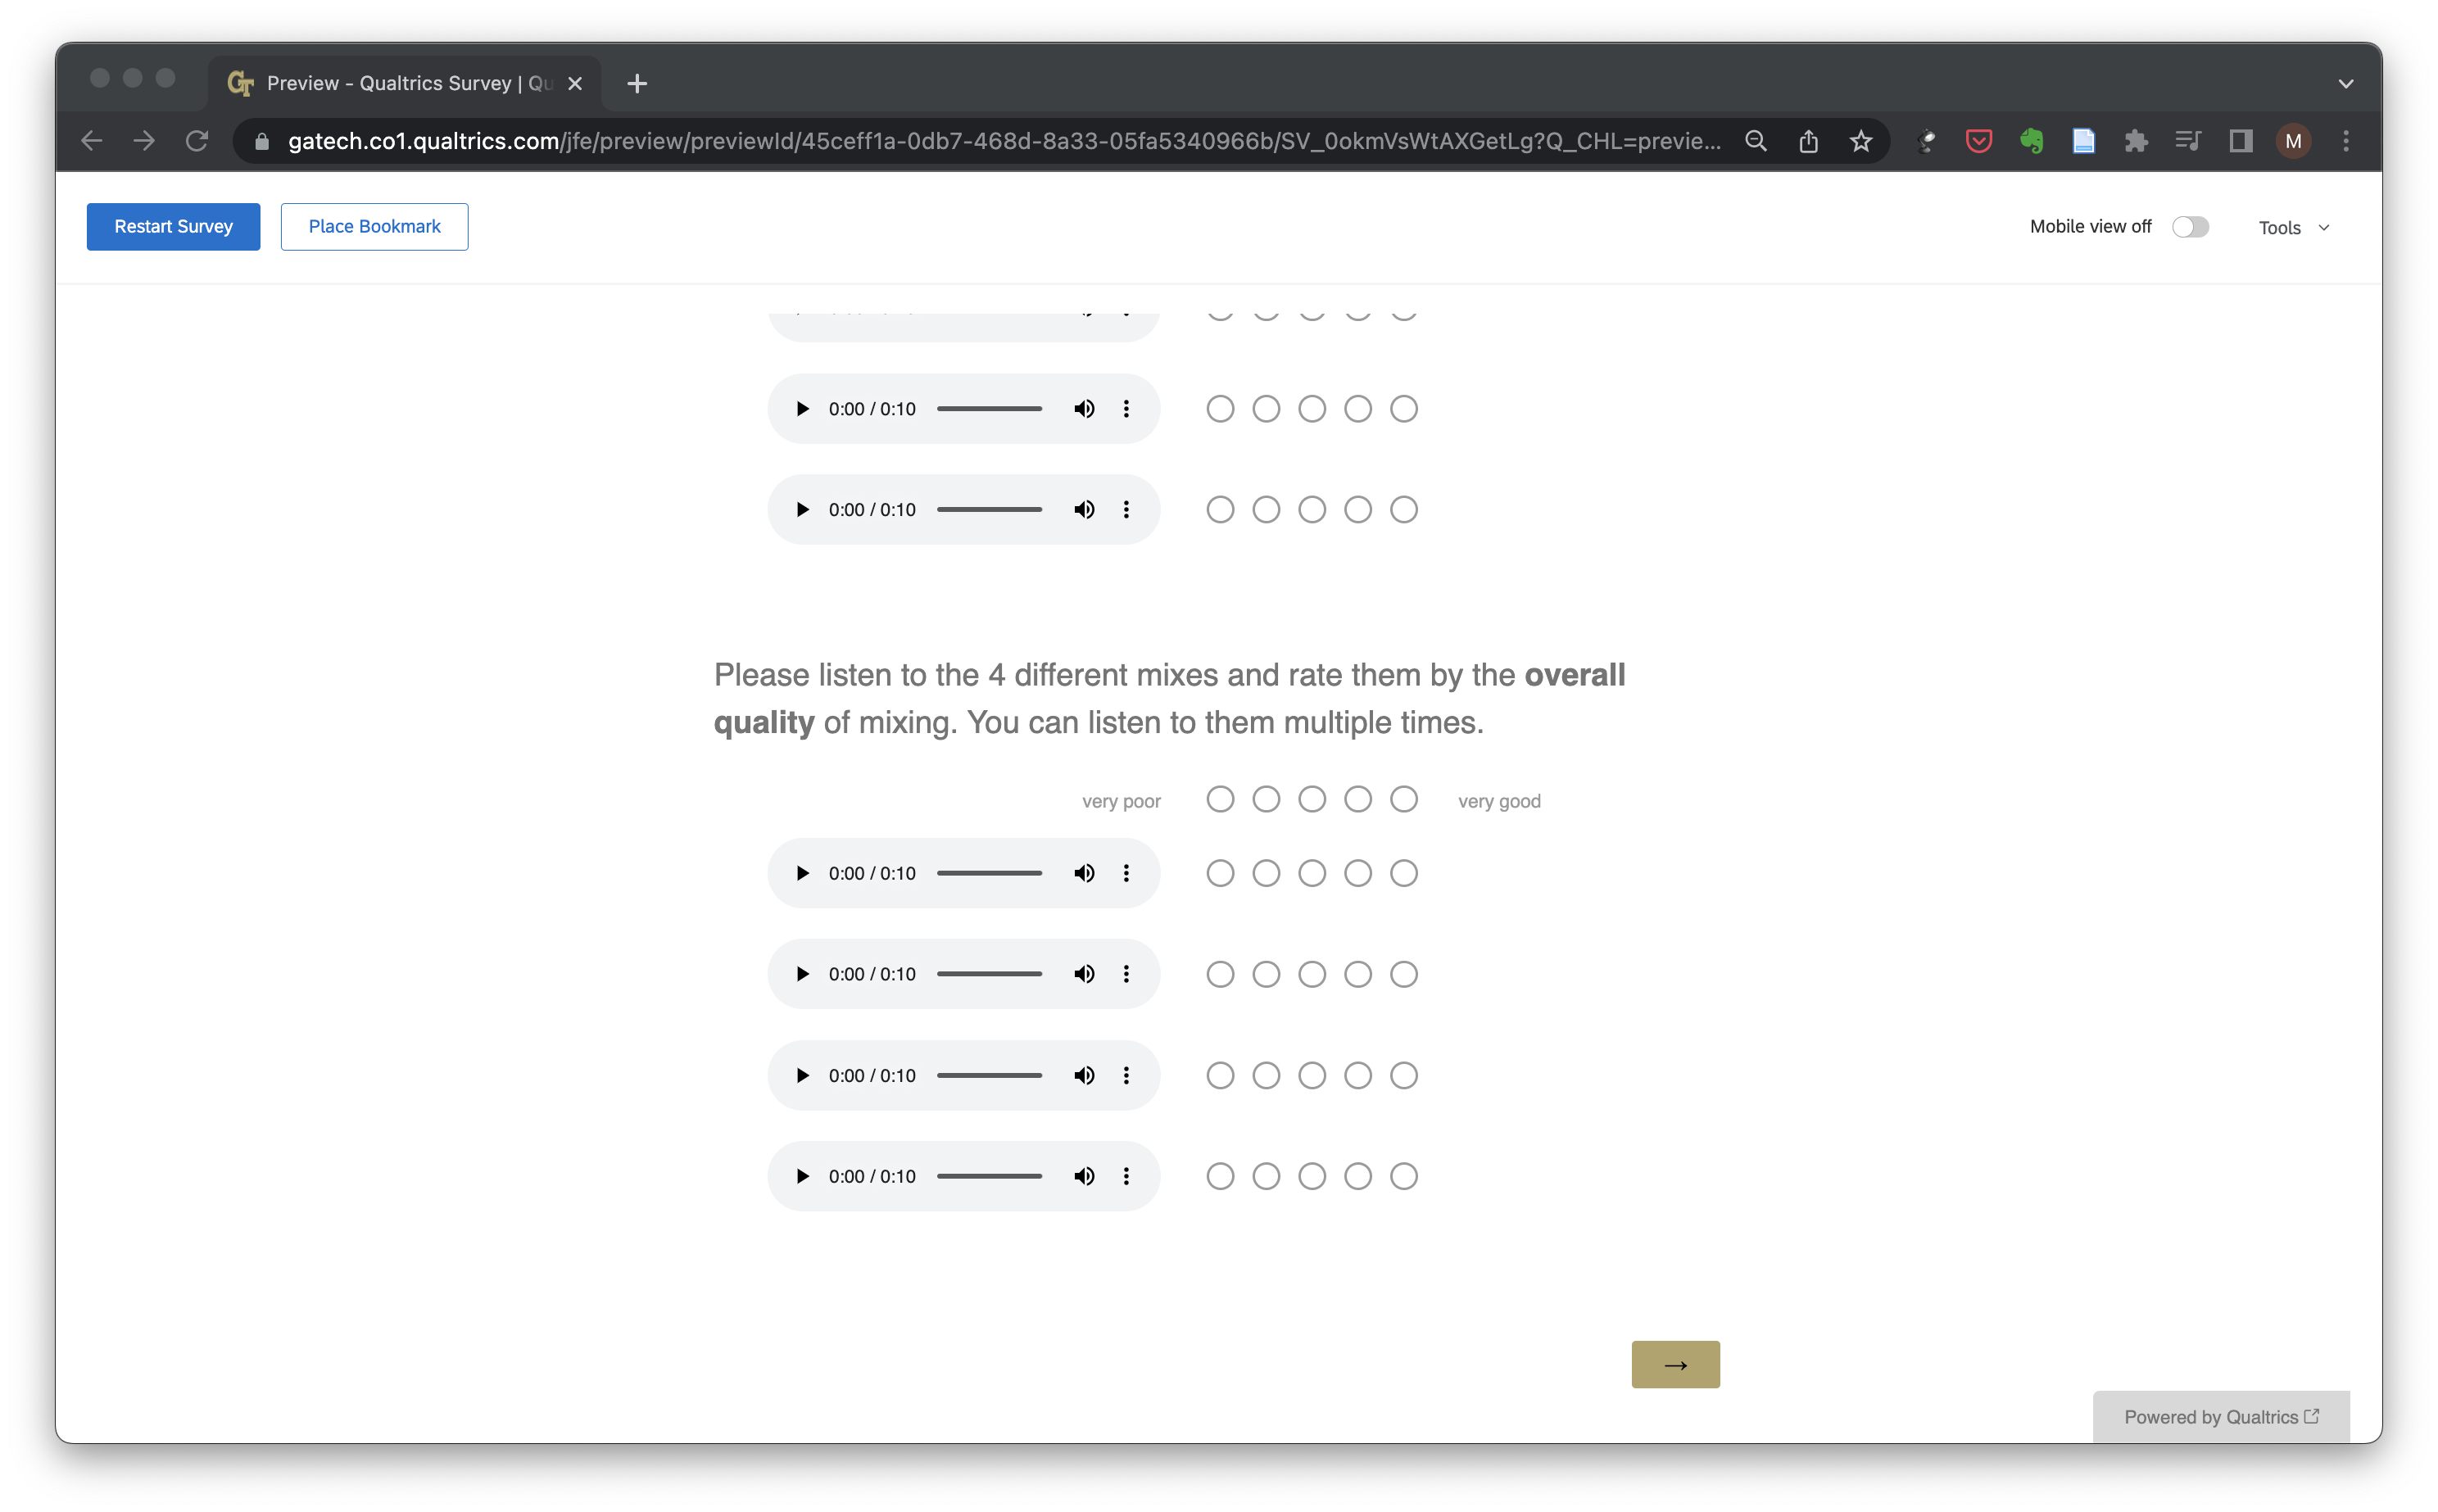 GT Preview - Qualtrics Survey | Qu
gatech.co1.qualtrics.com/jfe/preview/previewId/45ceff1a-0db7-468d-8a33-05fa5340966b/SV_0okmVsWtAXGetLg?Q_CHL=previe...
M
Restart Survey
Place Bookmark
Mobile view off
Tools
0:00 / 0:10
0:00 / 0:10
Please listen to the 4 different mixes and rate them by the overall
quality of mixing. You can listen to them multiple times.
very poor
very good
0:00 / 0:10
0:00 / 0:10
0:00 / 0:10
0:00 / 0:10
→
Powered by Qualtrics